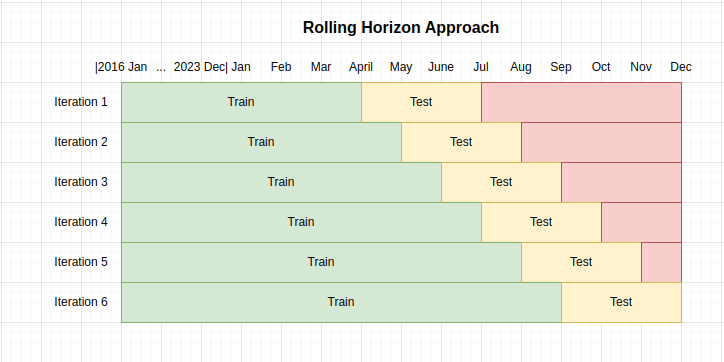 Rolling Horizon Approach
|2016 Jan ... 2023 Dec| Jan Feb Mar April May June Jul Aug Sep Oct Nov Dec
Iteration 1 Train Test
Iteration 2 Train Test
Iteration 3 Train Test
Iteration 4 Train Test
Iteration 5 Train Test
Iteration 6 Train Test